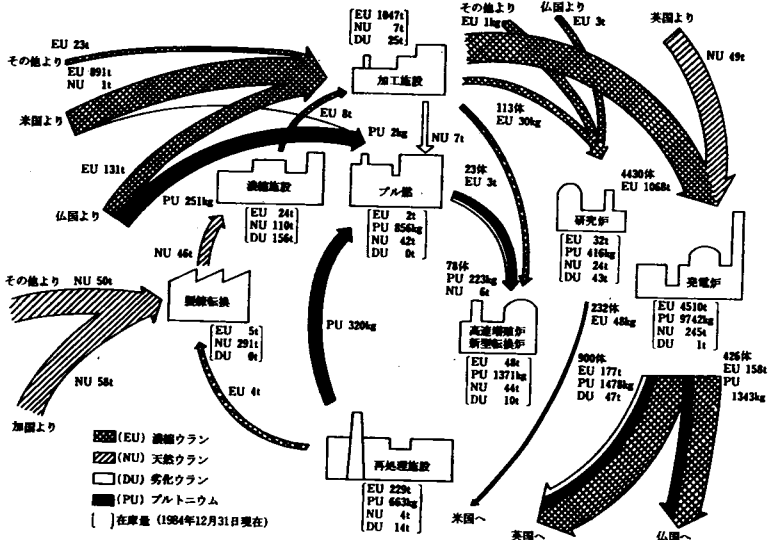 EU 1047t
NU 7t
DU 25t
加工施設
その他より
EU 1kg
仏国より
EU 3t
英国より
NU 49t
EU 23t
その他より
EU 891t
NU 1t
米国より
EU 8t
PU 2kg
NU 7t
113体
EU 30kg
EU 131t
仏国より
PU 251kg
濃縮施設
EU 24t
NU 110t
DU 156t
プル燃
EU 2t
PU 856kg
NU 42t
DU 0t
23体
EU 3t
4430体
EU 1068t
研究炉
EU 32t
PU 416kg
NU 24t
DU 43t
発電炉
EU 4510t
PU 9742kg
NU 245t
DU 1t
NU 46t
その他より
NU 50t
製錬転換
EU 5t
NU 291t
DU 0t
NU 58t
加国より
PU 320kg
EU 4t
78体
PU 223kg
NU 6t
高速増殖炉
新型転換炉
EU 48t
PU 1371kg
NU 44t
DU 10t
232体
EU 48kg
900体
EU 177t
PU 1478kg
DU 47t
426体
EU 158t
PU
1343kg
再処理施設
EU 229t
PU 663kg
NU 4t
DU 14t
米国へ
英国へ
仏国へ
(EU) 濃縮ウラン
(NU) 天然ウラン
(DU) 劣化ウラン
(PU) プルトニウム
[ ] 在庫量 (1984年12月31日現在)